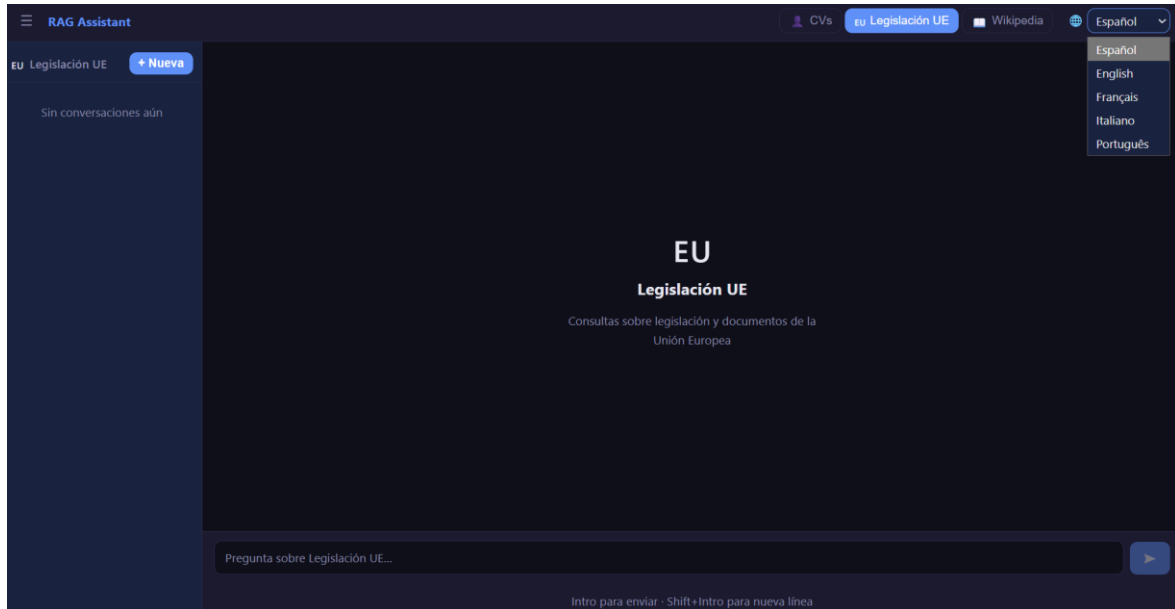 RAG Assistant
CVs
EU Legislación UE
Wikipedia
Español
Español
English
Français
Italiano
Português
EU Legislación UE
+ Nueva
Sin conversaciones aún
EU
Legislación UE
Consultas sobre legislación y documentos de la
Unión Europea
Pregunta sobre Legislación UE...
Intro para enviar · Shift+Intro para nueva línea